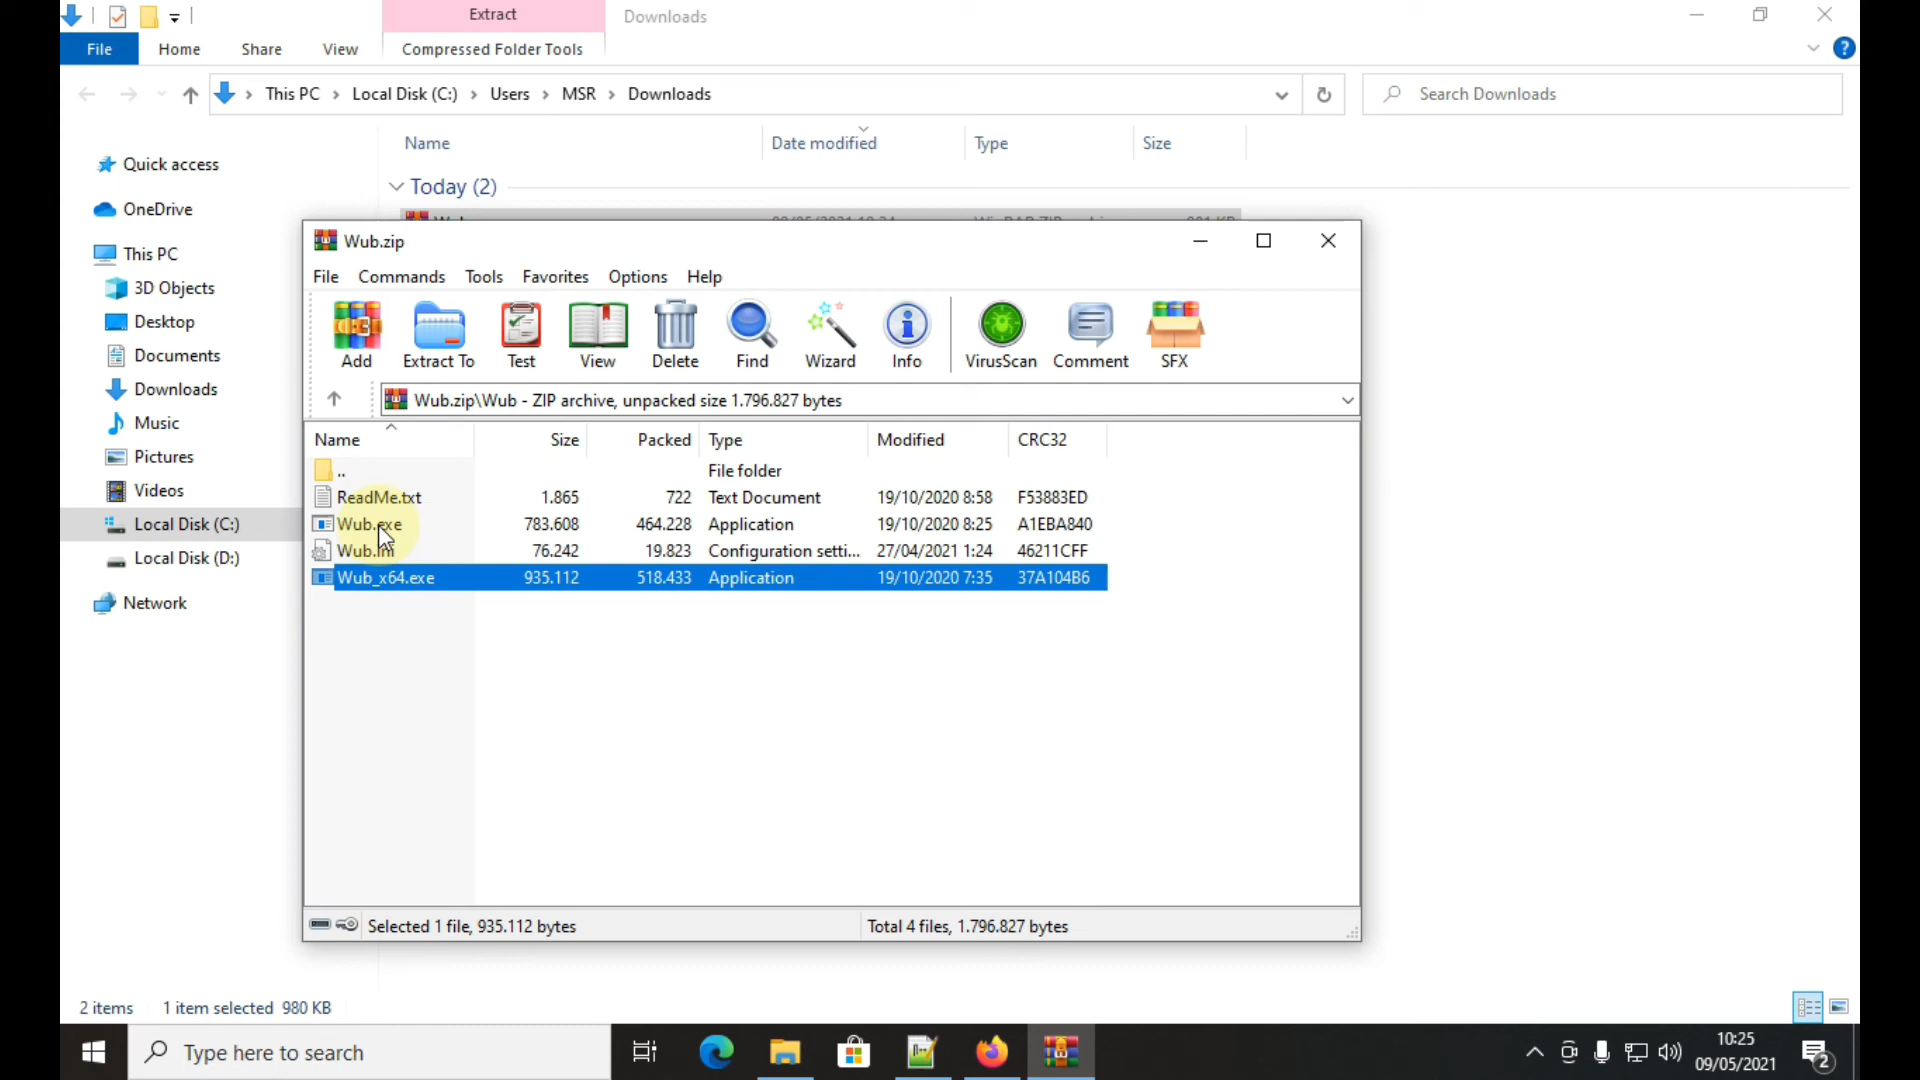 Extract
Downloads
File Home Share View Compressed Folder Tools
This PC Local Disk (C:) Users MSR Downloads
Search Downloads
Name Date modified Type Size
Quick access
Today (2)
OneDrive
This PC
3D Objects
Desktop
Documents
Downloads
Music
Pictures
Videos
Local Disk (C:)
Local Disk (D:)
Network
Wub.zip
File Commands Tools Favorites Options Help
Add Extract To Test View Delete Find Wizard Info VirusScan Comment SFX
Wub.zip\Wub - ZIP archive, unpacked size 1.796.827 bytes
Name Size Packed Type Modified CRC32
.. File folder
ReadMe.txt 1.865 722 Text Document 19/10/2020 8:58 F53883ED
Wub.exe 783.608 464.228 Application 19/10/2020 8:25 A1EBA840
Wub.ini 76.242 19.823 Configuration setti... 27/04/2021 1:24 46211CFF
Wub_x64.exe 935.112 518.433 Application 19/10/2020 7:35 37A104B6
Selected 1 file, 935.112 bytes
Total 4 files, 1.796.827 bytes
2 items 1 item selected 980 KB
Type here to search
10:25
09/05/2021
2